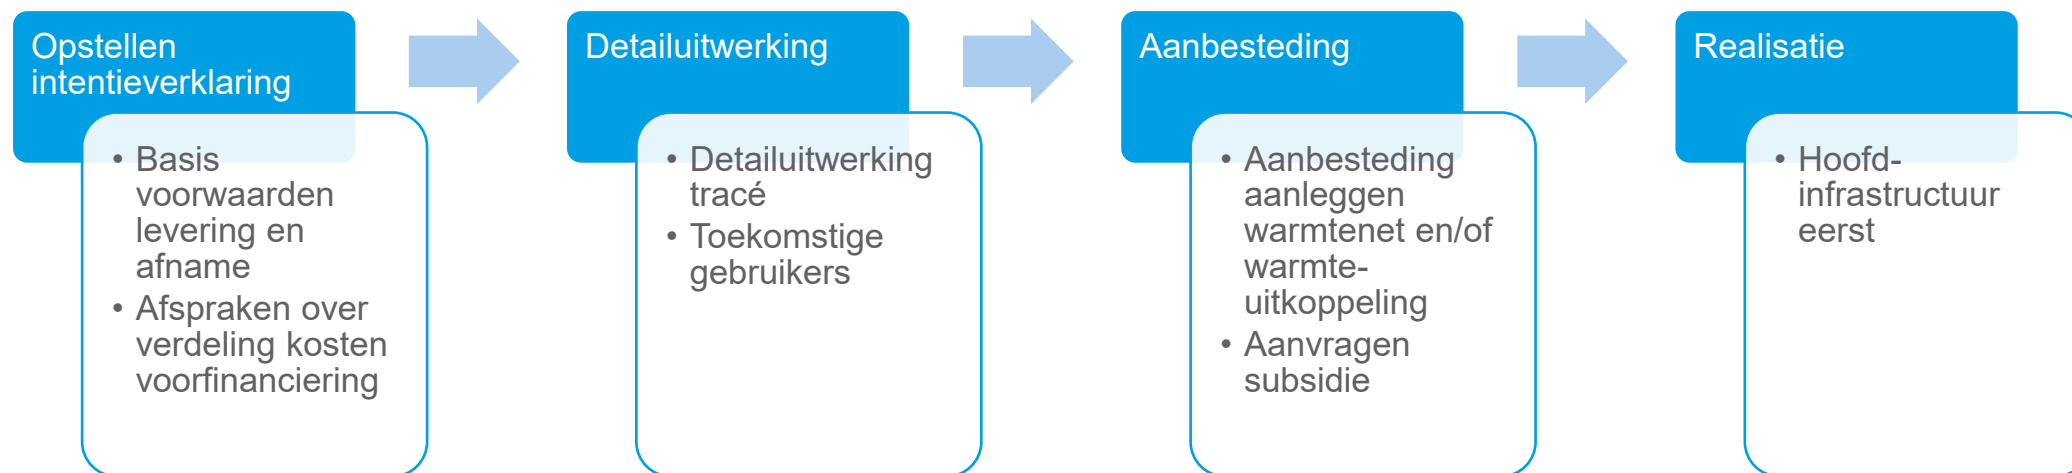 Opstellen
intentieverklaring
• Basis
voorwaarden
levering en
afname
• Afspraken over
verdeling kosten
voorfinanciering
Detailuitwerking
• Detailuitwerking
tracé
• Toekomstige
gebruikers
Aanbesteding
• Aanbesteding
aanleggen
warmtenet en/of
warmte-
uitkoppeling
• Aanvragen
subsidie
Realisatie
• Hoofd-
infrastructuur
eerst